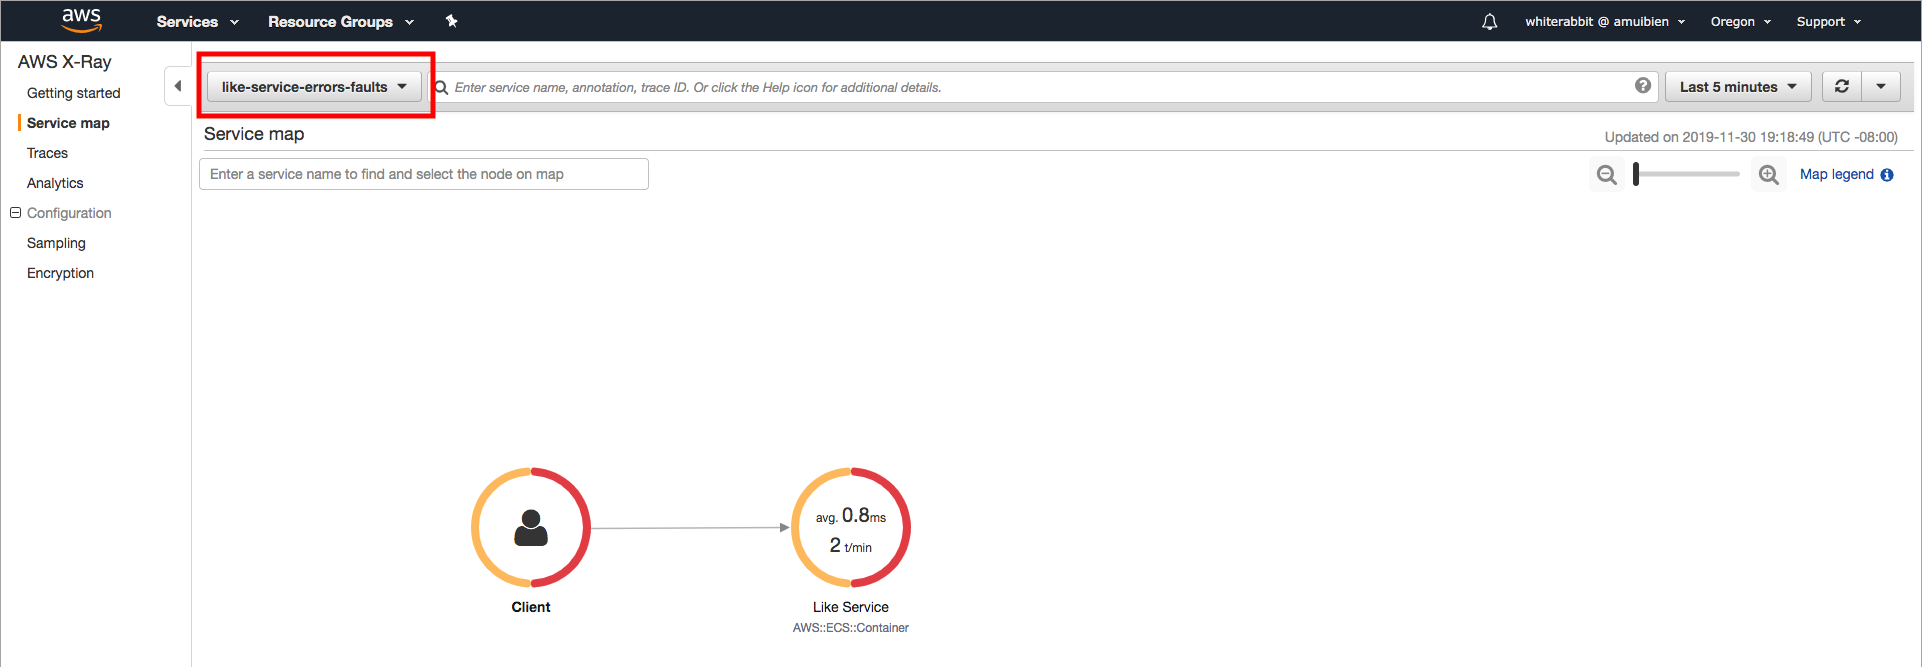 aws Services Resource Groups whiterabbit @ amuibien Oregon Support
AWS X-Ray
Getting started
Service map
Traces
Analytics
Configuration
Sampling
Encryption
like-service-errors-faults Enter service name, annotation, trace ID. Or click the Help icon for additional details. ? Last 5 minutes
Service map
Updated on 2019-11-30 19:18:49 (UTC -08:00)
Enter a service name to find and select the node on map
Map legend i
avg. 0.8ms
2 t/min
Client
Like Service
AWS::ECS::Container